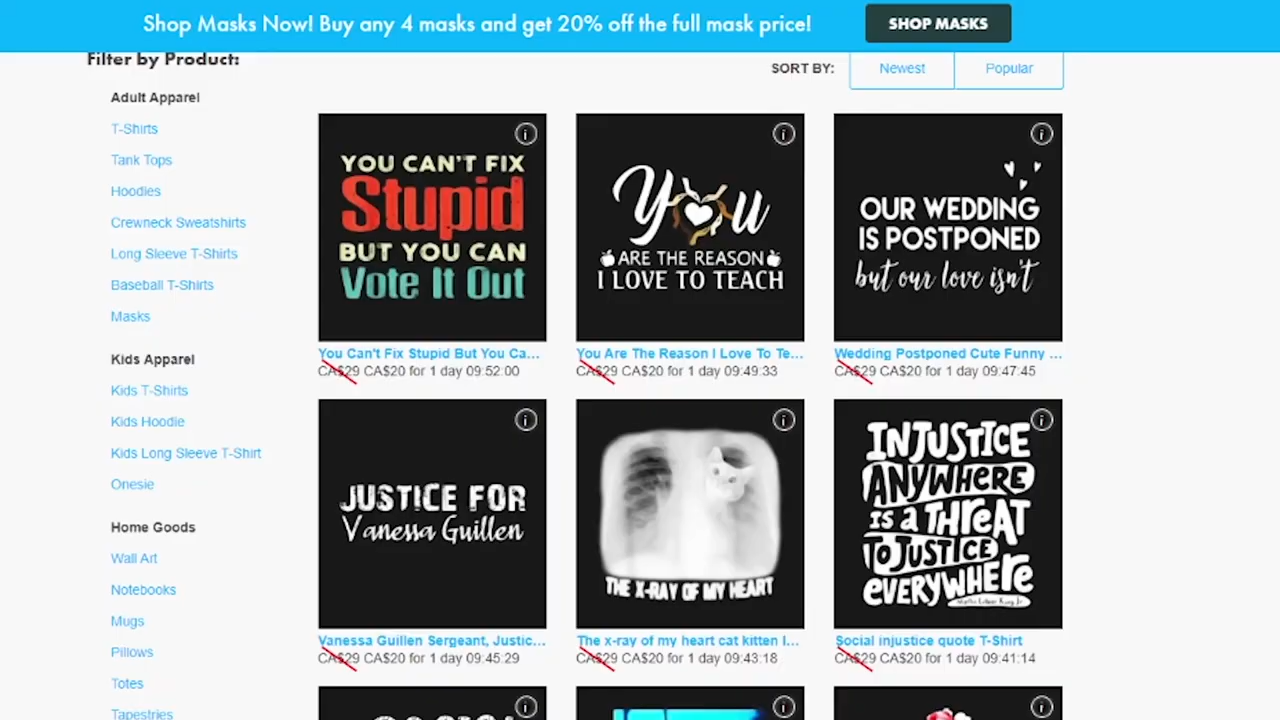 Shop Masks Now! Buy any 4 masks and get 20% off the full mask price!
SHOP MASKS
Filter by Product:
SORT BY:
Newest
Popular
Adult Apparel
T-Shirts
Tank Tops
Hoodies
Crewneck Sweatshirts
Long Sleeve T-Shirts
Baseball T-Shirts
Masks
Kids Apparel
Kids T-Shirts
Kids Hoodie
Kids Long Sleeve T-Shirt
Onesie
Home Goods
Wall Art
Notebooks
Mugs
Pillows
Totes
Tapestries
YOU CAN'T FIX
Stupid
BUT YOU CAN
Vote It Out
You Can't Fix Stupid But You Ca...
CA$29 CA$20 for 1 day 09:52:00
You
ARE THE REASON
I LOVE TO TEACH
You Are The Reason I Love To Te...
CA$29 CA$20 for 1 day 09:49:33
OUR WEDDING
IS POSTPONED
but our love isn't
Wedding Postponed Cute Funny ...
CA$29 CA$20 for 1 day 09:47:45
JUSTICE FOR
Vanessa Guillen
Vanessa Guillen Sergeant, Justic...
CA$29 CA$20 for 1 day 09:45:29
THE X-RAY OF MY HEART
The x-ray of my heart cat kitten l...
CA$29 CA$20 for 1 day 09:43:18
INJUSTICE
ANYWHERE
iS a THReAT
TO JUSTICE
eVERYWHERe
Martin Luther King Jr.
Social injustice quote T-Shirt
CA$29 CA$20 for 1 day 09:41:14